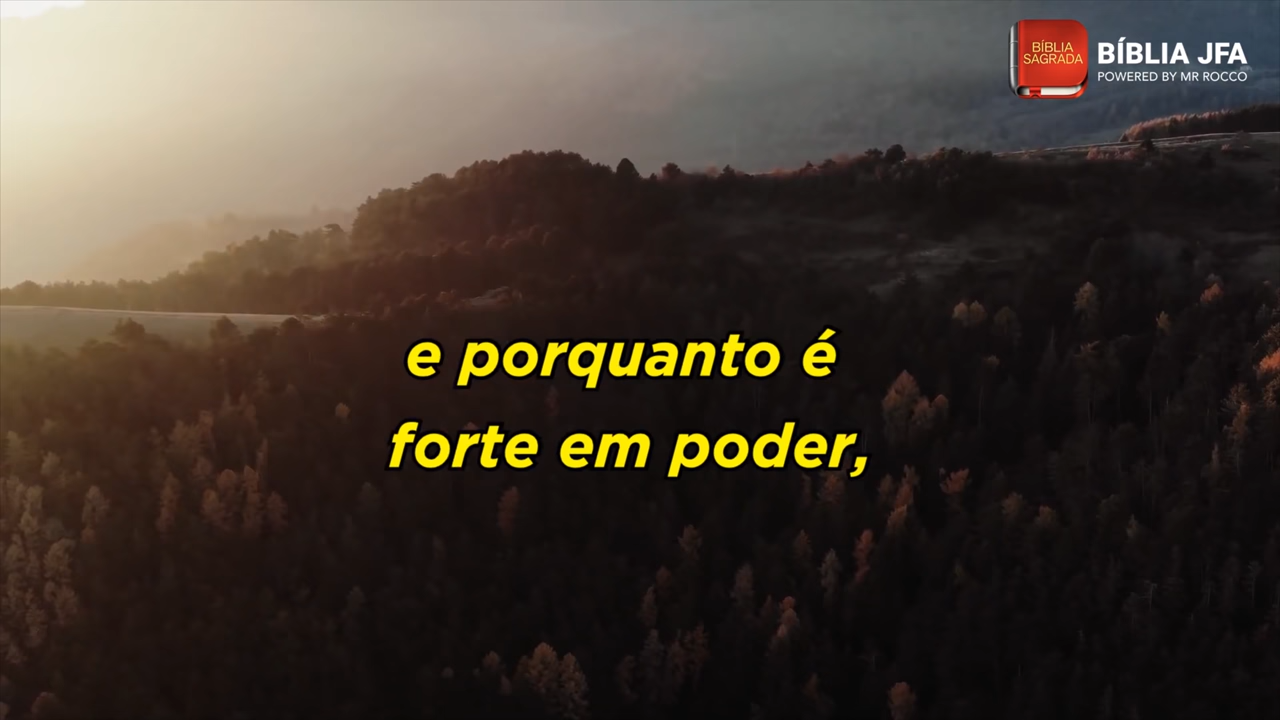 BÍBLIA
SAGRADA
BÍBLIA JFA
POWERED BY MR ROCCO
e porquanto é
forte em poder,